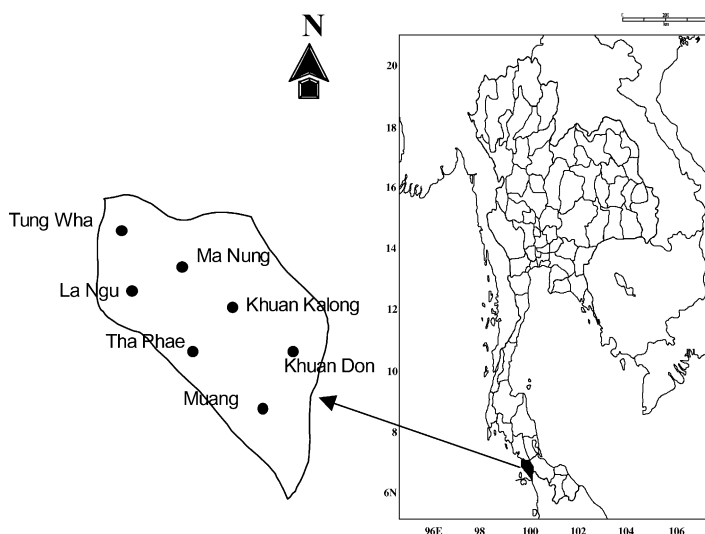 N
Tung Wha
Ma Nung
La Ngu
Khuan Kalong
Tha Phae
Khuan Don
Muang
20
18
16
14
12
10
8
6N
96E 98 100 102 104 106